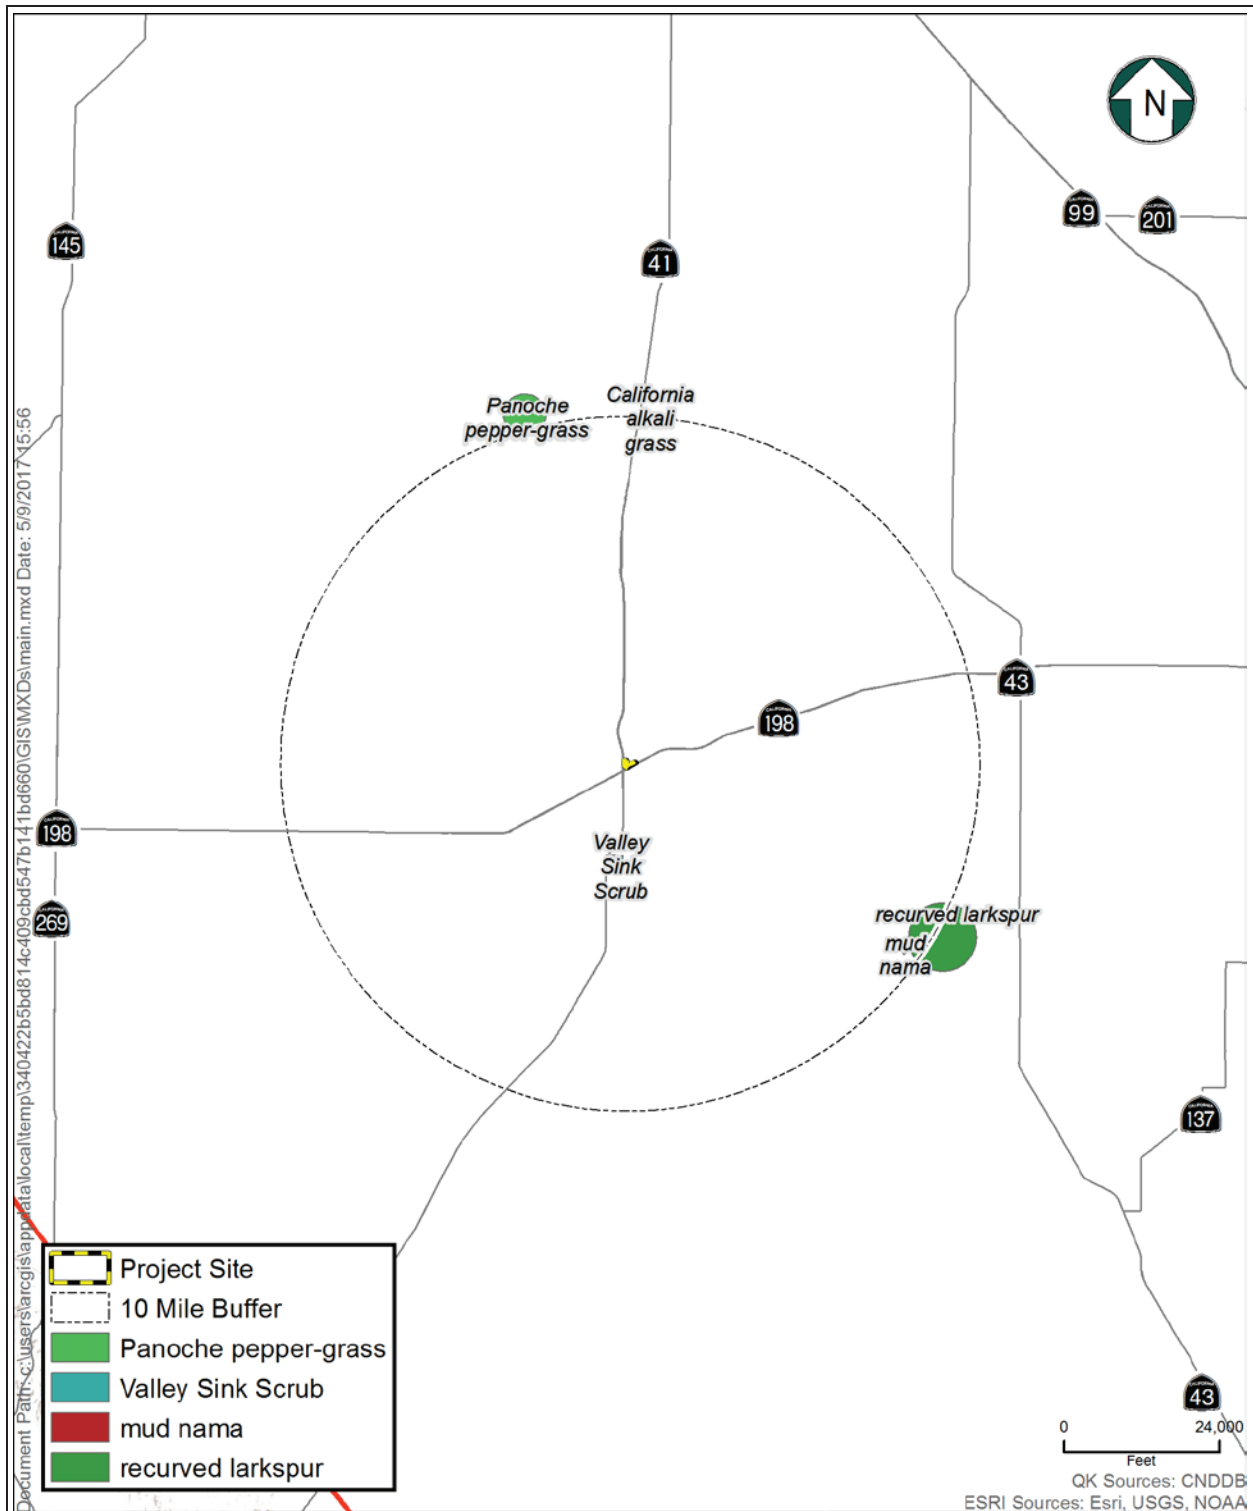 N
145
41
99
201
Panoche
pepper-grass
California
alkali
grass
43
198
198
Valley
Sink
Scrub
269
recurved larkspur
mud
nama
137
43
Project Site
10 Mile Buffer
Panoche pepper-grass
Valley Sink Scrub
mud nama
recurved larkspur
0 24,000
Feet
QK Sources: CNDDB
ESRI Sources: Esri, USGS, NOAA
Document Path: c:\users\arcgis\appdata\local\temp\340422b5bd814c409cbd547b141bd660\GIS\MXDs\main.mxd Date: 5/9/2017 15:56